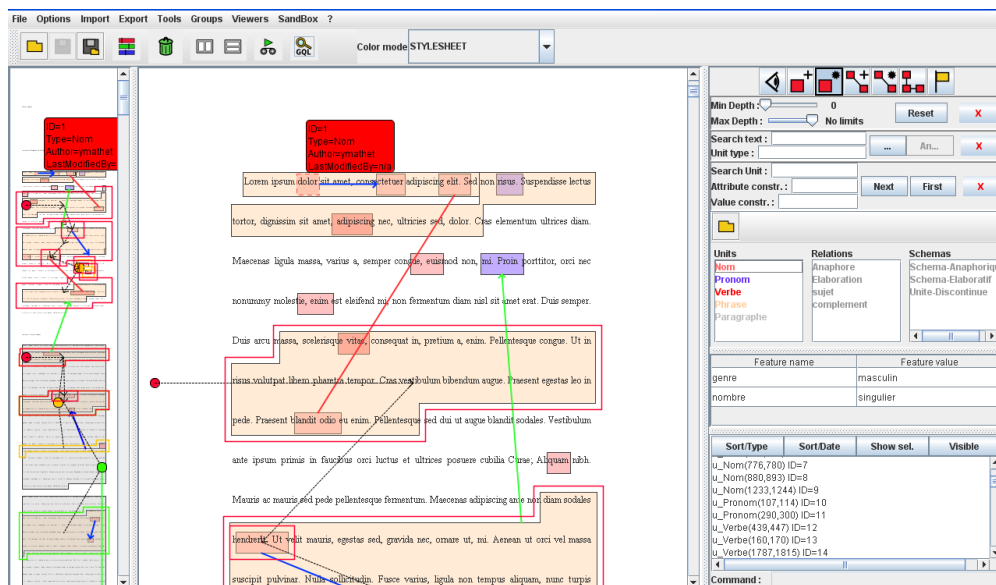 File Options Import Export Tools Groups Viewers SandBox ?
GQL
Color mode STYLESHEET
ID=1
Type=Nom
Author=ymathet
LastModifiedBy=
ID=1
Type=Nom
Author=ymathet
LastModifiedBy=n/a
Lorem ipsum dolor sit amet, consectetuer adipiscing elit. Sed non risus. Suspendisse lectus
tortor, dignissim sit amet, adipiscing nec, ultricies sed, dolor. Cras elementum ultrices diam.
Maecenas ligula massa, varius a, semper congue, euismod non, mi. Proin porttitor, orci nec
nonummy molestie, enim est eleifend mi, non fermentum diam nisl sit amet erat. Duis semper.
Duis arcu massa, scelerisque vitae, consequat in, pretium a, enim. Pellentesque congue. Ut in
risus volutpat libero pharetra tempor. Cras vestibulum bibendum augue. Praesent egestas leo in
pede. Praesent blandit odio eu enim. Pellentesque sed dui ut augue blandit sodales. Vestibulum
ante ipsum primis in faucibus orci luctus et ultrices posuere cubilia Curae; Aliquam nibh.
Mauris ac mauris sed pede pellentesque fermentum. Maecenas adipiscing ante non diam sodales
hendrerit. Ut velit mauris, egestas sed, gravida nec, ornare ut, mi. Aenean ut orci vel massa
suscipit pulvinar. Nulla sollicitudin. Fusce varius, ligula non tempus aliquam, nunc turpis
Min Depth : 0
Max Depth : No limits
Reset X
Search text :
Unit type :
... An... X
Search Unit :
Attribute constr. :
Value constr. :
Next First X
Units Relations Schemas
Nom Anaphore Schema-Anaphoriqu
Pronom Elaboration Schema-Elaboratif
Verbe sujet Unite-Discontinue
Phrase complement
Paragraphe
Feature name Feature value
genre masculin
nombre singulier
Sort/Type Sort/Date Show sel. Visible
u_Nom(776,780) ID=7
u_Nom(880,893) ID=8
u_Nom(1233,1244) ID=9
u_Pronom(107,114) ID=10
u_Pronom(290,300) ID=11
u_Verbe(439,447) ID=12
u_Verbe(160,170) ID=13
u_Verbe(1787,1815) ID=14
Command :